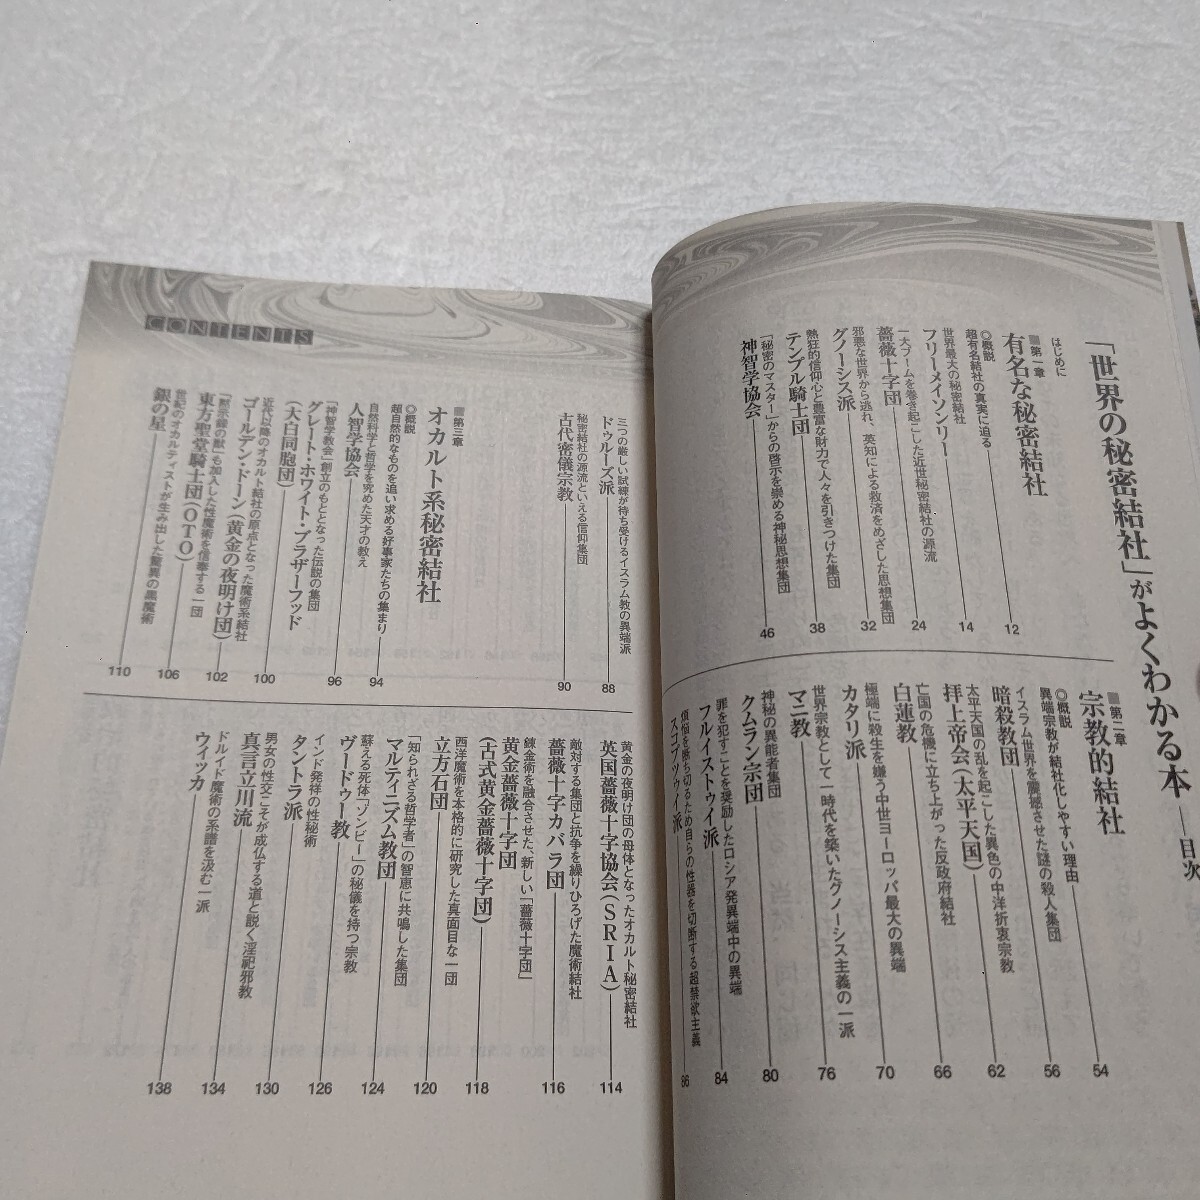 「世界の秘密結社」がよくわかる本――目次
はじめに
■第一章
有名な秘密結社
◎概説
超有名結社の真実に迫る 12
世界最大の秘密結社
フリーメイソンリー 14
一大ブームを巻き起こした近世秘密結社の源流
薔薇十字団 24
邪悪な世界から逃れ、英知による救済をめざした思想集団
グノーシス派 32
熱狂的信仰心と豊富な財力で人々を引きつけた集団
テンプル騎士団 38
「秘密のマスター」からの啓示を崇める神秘思想集団
神智学協会 46
■第二章
宗教的結社
◎概説
異端宗教が結社化しやすい理由 54
イスラム世界を震撼させた謎の殺人集団
暗殺教団 56
太平天国の乱を起こした異色の中洋折衷宗教
拝上帝会(太平天国) 62
亡国の危機に立ち上がった反政府結社
白蓮教 66
極端に殺生を嫌う中世ヨーロッパ最大の異端
カタリ派 70
世界宗教として一時代を築いたグノーシス主義の一派
マニ教 76
神秘の異能者集団
クムラン宗団 80
罪を犯すことを奨励したロシア発異端中の異端
フルイストゥイ派 84
煩悩を断ち切るため自らの性器を切断する超禁欲主義
スコプツゥイ派 86
CONTENTS
三つの厳しい試練が待ち受けるイスラム教の異端派
ドゥルーズ派 88
秘密結社の源流といえる信仰集団
古代密儀宗教 90
■第三章
オカルト系秘密結社
◎概説
超自然的なものを追い求める好事家たちの集まり 94
自然科学と哲学を究めた天才の教え
人智学協会 96
「神智学教会」創立のもととなった伝説の集団
グレート・ホワイト・ブラザーフッド
(大白同胞団) 100
近代以降のオカルト結社の原点となった魔術系結社
ゴールデン・ドーン(黄金の夜明け団) 102
「黙示録の獣」も加入した性魔術を信奉する一団
東方聖堂騎士団(OTO) 106
世紀のオカルティストが生み出した驚異の黒魔術
銀の星 110
黄金の夜明け団の母体となったオカルト秘密結社
英国薔薇十字協会(SRIA) 114
敵対する集団と抗争を繰りひろげた魔術結社
薔薇十字カバラ団 116
錬金術を融合させた、新しい「薔薇十字団」
黄金薔薇十字団
(古式黄金薔薇十字団) 118
西洋魔術を本格的に研究した真面目な一団
立方石団 120
「知られざる哲学者」の智恵に共鳴した集団
マルティニズム教団 124
蘇える死体「ゾンビー」の秘儀を持つ宗教
ヴードゥー教 126
インド発祥の性秘術
タントラ派 130
男女の性交こそが成仏する道と説く淫祀邪教
真言立川流 134
ドルイド魔術の系譜を汲む一派
ウィッカ 138